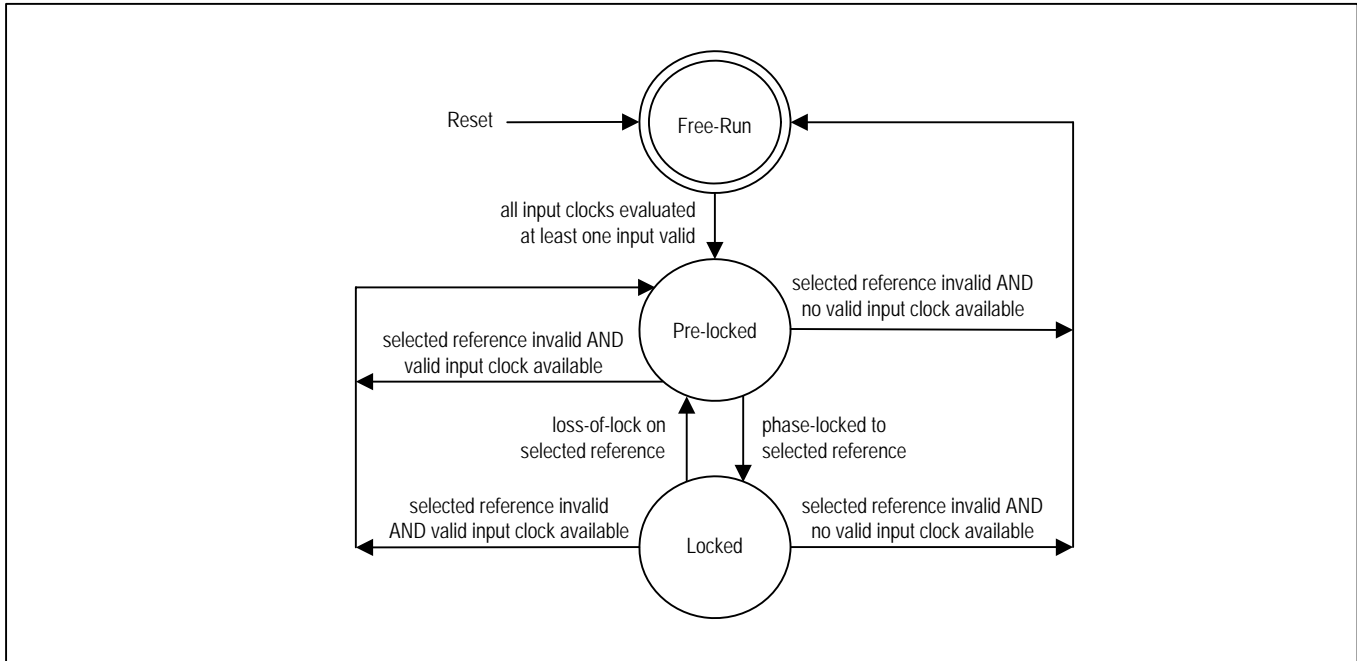 Reset
Free-Run
all input clocks evaluated
at least one input valid
selected reference invalid AND
no valid input clock available
Pre-locked
selected reference invalid AND
valid input clock available
loss-of-lock on
selected reference
phase-locked to
selected reference
selected reference invalid
AND valid input clock available
Locked
selected reference invalid AND
no valid input clock available